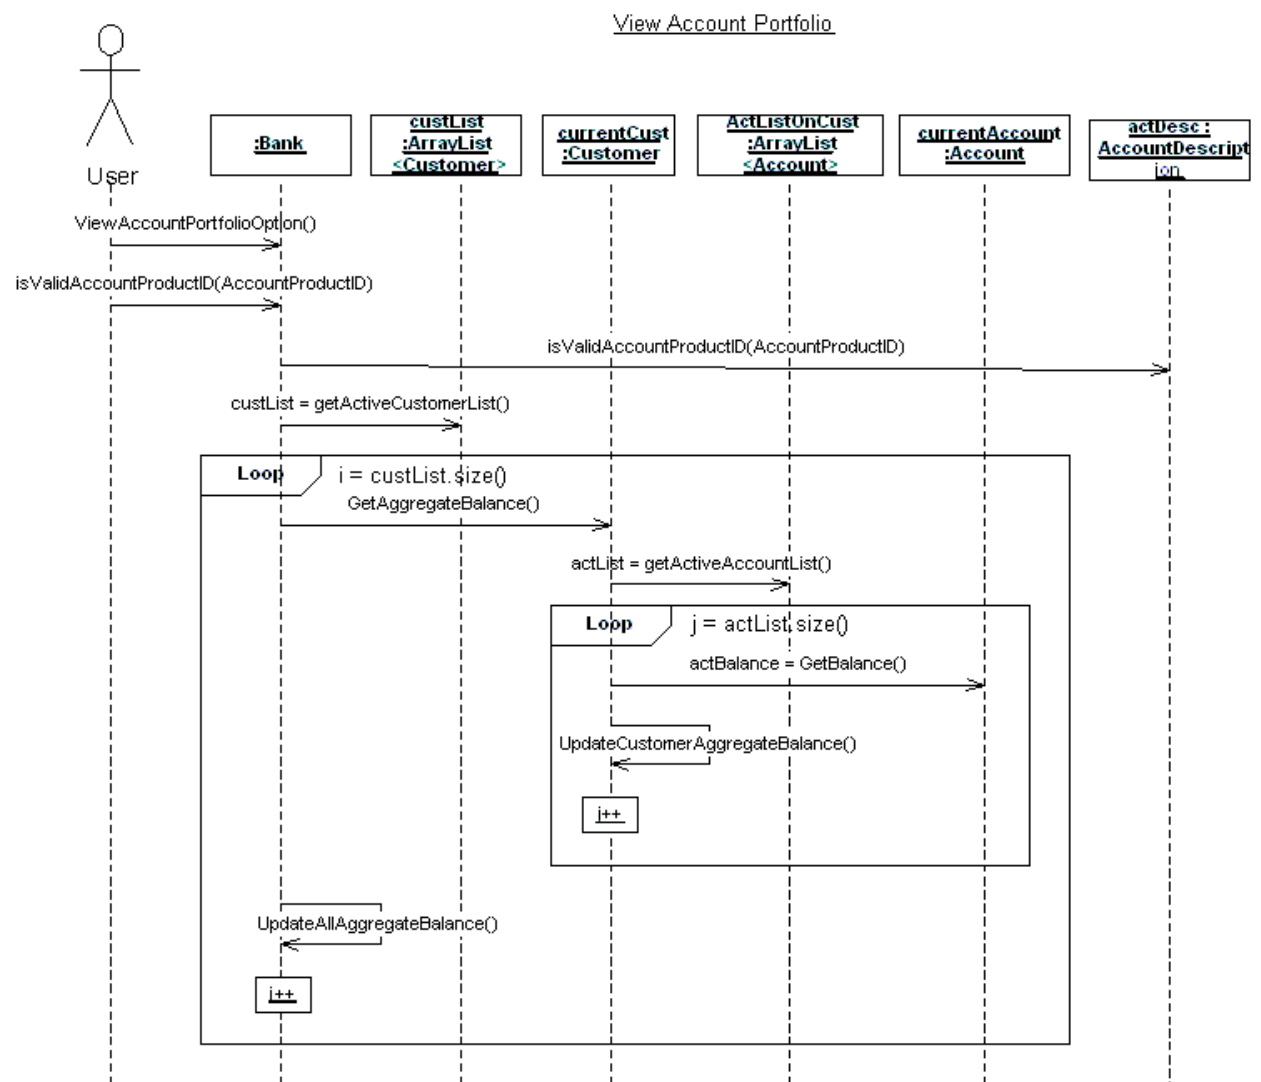 View Account Portfolio
User
:Bank
custList
:ArrayList
<Customer>
currentCust
:Customer
ActListOnCust
:ArrayList
<Account>
currentAccount
:Account
actDesc :
AccountDescript
ion
ViewAccountPortfolioOption()
isValidAccountProductID(AccountProductID)
isValidAccountProductID(AccountProductID)
custList = getActiveCustomerList()
Loop
i = custList.size()
GetAggregateBalance()
actList = getActiveAccountList()
Loop
j = actList.size()
actBalance = GetBalance()
UpdateCustomerAggregateBalance()
j++
UpdateAllAggregateBalance()
i++